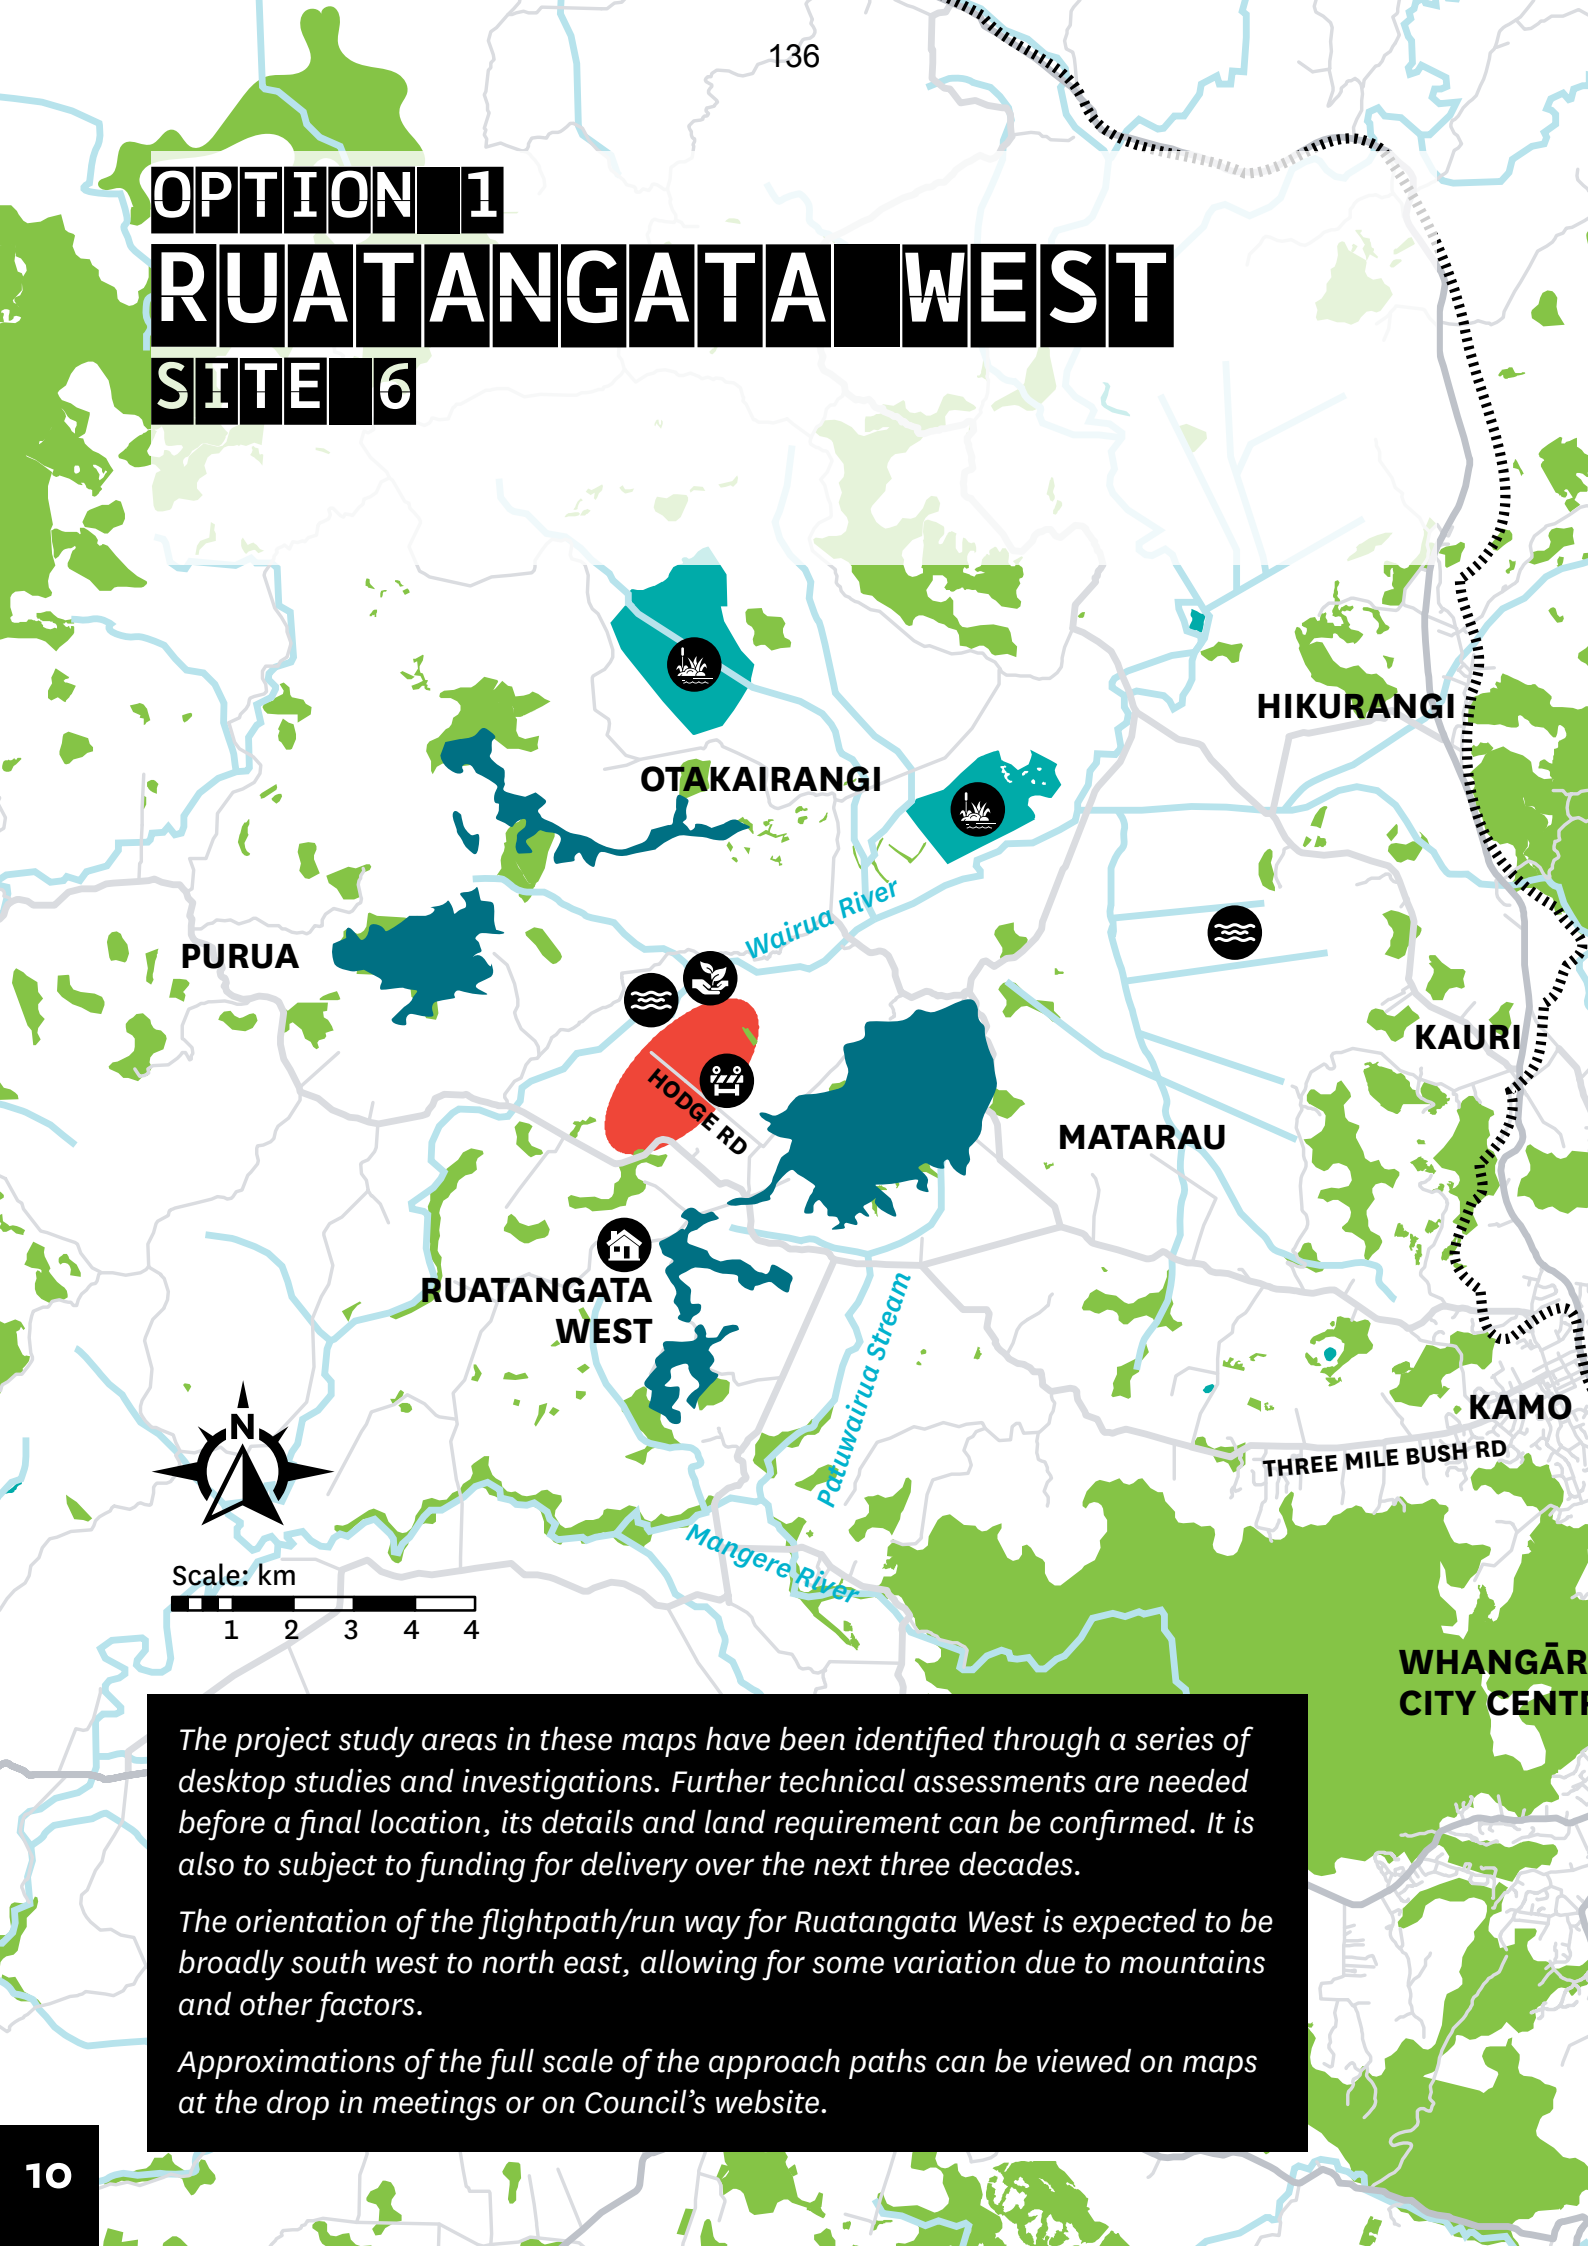 136
OPTION 1
RUATANGATA WEST
SITE 6
HIKURANGI
OTAKAIRANGI
Wairua River
PURUA
KAURI
HODGE RD
MATARAU
RUATANGATA
WEST
Patuwairua Stream
N
KAMO
THREE MILE BUSH RD
Mangere River
Scale: km
1 2 3 4 4
WHANGĀR
CITY CENT
The project study areas in these maps have been identified through a series of
desktop studies and investigations. Further technical assessments are needed
before a final location, its details and land requirement can be confirmed. It is
also to subject to funding for delivery over the next three decades.
The orientation of the flightpath/run way for Ruatangata West is expected to be
broadly south west to north east, allowing for some variation due to mountains
and other factors.
Approximations of the full scale of the approach paths can be viewed on maps
at the drop in meetings or on Council’s website.
10